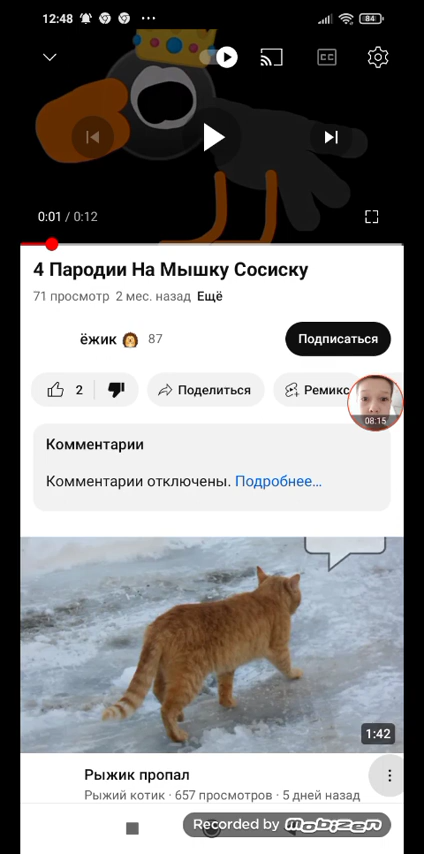 12:48
84
CC
0:01 / 0:12
4 Пародии На Мышку Сосиску
71 просмотр 2 мес. назад Ещё
ёжик 87
Подписаться
2
Поделиться
Ремикс
08:15
Комментарии
Комментарии отключены. Подробнее...
1:42
Рыжик пропал
Рыжий котик · 657 просмотров · 5 дней назад
Recorded by Mobizen